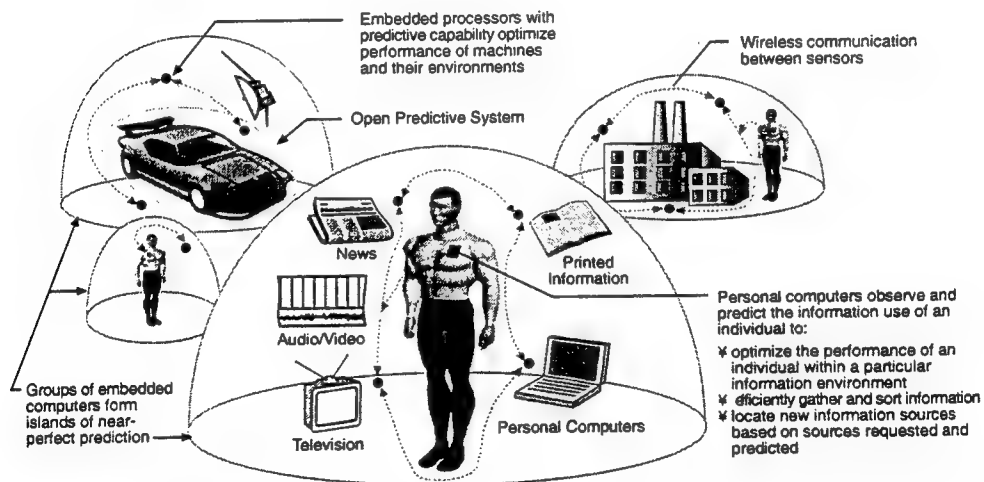 Embedded processors with
predictive capability optimize
performance of machines
and their environments
Wireless communication
between sensors
Open Predictive System
News
Printed
Information
Audio/Video
Television
Personal Computers
Personal computers observe and
predict the information use of an
individual to:
¥ optimize the performance of an
individual within a particular
information environment
¥ efficiently gather and sort information
¥ locate new information sources
based on sources requested and
predicted
Groups of embedded
computers form
islands of near-
perfect prediction